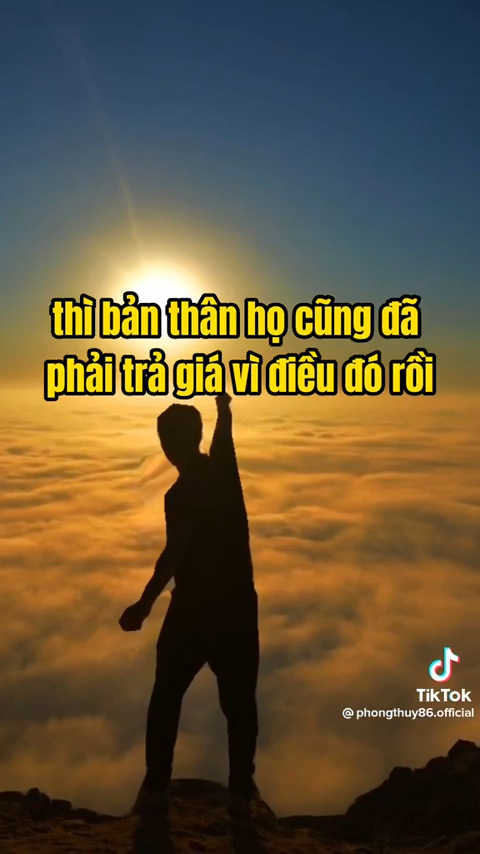 thì bản thân họ cũng đã
phải trả giá vì điều đó rồi
TikTok
@ phongthuy86.official